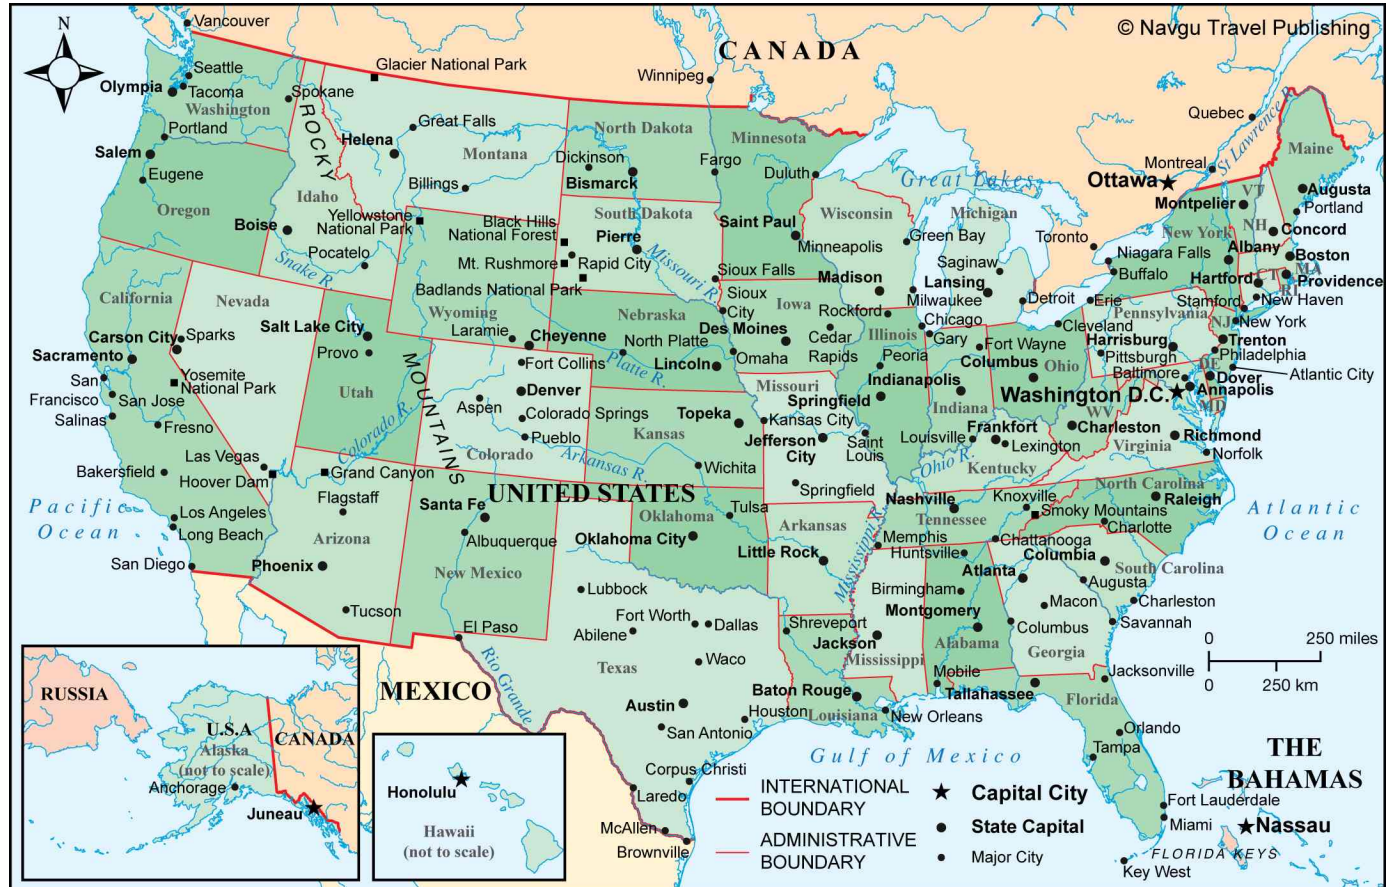 Vancouver
© Navgu Travel Publishing
N
CANADA
Glacier National Park
Winnipeg
Seattle
Olympia
Tacoma
Spokane
Washington
Quebec
St Lawrence R.
Portland
ROCKY
Great Falls
Helena
North Dakota
Minnesota
Maine
Salem
Montana
Dickinson
Fargo
Montreal
Eugene
Billings
Bismarck
Duluth
Great Lakes
Ottawa
Augusta
Idaho
VT
Oregon
Yellowstone
National Park
Black Hills
National Forest
South Dakota
Saint Paul
Wisconsin
Michigan
Montpelier
Portland
Boise
Pierre
Minneapolis
Green Bay
Toronto
New York
NH
Concord
Pocatelo
Mt. Rushmore
Rapid City
Missouri R.
Saginaw
Niagara Falls
Albany
Boston
Snake R.
Badlands National Park
Sioux Falls
Madison
Lansing
Buffalo
Hartford
CT
MA
RI
Providence
California
Nevada
Wyoming
Sioux
City
Iowa
Rockford
Milwaukee
Detroit
Erie
Stamford
New Haven
Salt Lake City
Laramie
Nebraska
Des Moines
Illinois
Chicago
Cleveland
Pennsylvania
NJ
New York
Carson City
Sparks
Cheyenne
North Platte
Cedar
Rapids
Gary
Fort Wayne
Harrisburg
Trenton
Sacramento
Provo
Platte R.
Omaha
Peoria
Columbus
Ohio
Pittsburgh
Philadelphia
San
Francisco
Yosemite
National Park
MOUNTAINS
Fort Collins
Lincoln
Indianapolis
Baltimore
DE
Dover
Atlantic City
San Jose
Utah
Denver
Missouri
Springfield
Washington D.C.
Annapolis
MD
Salinas
Aspen
Colorado Springs
Topeka
Kansas City
Indiana
WV
Fresno
Colorado R.
Pueblo
Kansas
Jefferson
City
Saint
Louis
Louisville
Frankfort
Lexington
Charleston
Virginia
Richmond
Bakersfield
Las Vegas
Colorado
Arkansas R.
Wichita
Ohio R.
Kentucky
Norfolk
Hoover Dam
Grand Canyon
UNITED STATES
Springfield
Nashville
Knoxville
North Carolina
Pacific
Ocean
Flagstaff
Santa Fe
Oklahoma
Tulsa
Arkansas
Tennessee
Smoky Mountains
Raleigh
Atlantic
Ocean
Los Angeles
Long Beach
Arizona
Albuquerque
Oklahoma City
Mississippi R.
Memphis
Charlotte
Chattanooga
Little Rock
Huntsville
Columbia
San Diego
Phoenix
New Mexico
Atlanta
South Carolina
Lubbock
Birmingham
Augusta
Tucson
Fort Worth
Dallas
Montgomery
Macon
Charleston
El Paso
Abilene
Shreveport
Jackson
Columbus
Savannah
0
250 miles
Rio Grande
Texas
Waco
Mississippi
Alabama
Georgia
0
250 km
RUSSIA
MEXICO
Mobile
Jacksonville
Austin
Baton Rouge
Tallahassee
Florida
U.S.A
CANADA
Houston
Louisiana
New Orleans
Alaska
(not to scale)
San Antonio
Orlando
Gulf of Mexico
Tampa
THE
BAHAMAS
Anchorage
Honolulu
Corpus Christi
Laredo
INTERNATIONAL
BOUNDARY
Capital City
Fort Lauderdale
Juneau
Hawaii
(not to scale)
McAllen
Brownville
ADMINISTRATIVE
BOUNDARY
State Capital
Miami
Nassau
Major City
FLORIDA KEYS
Key West